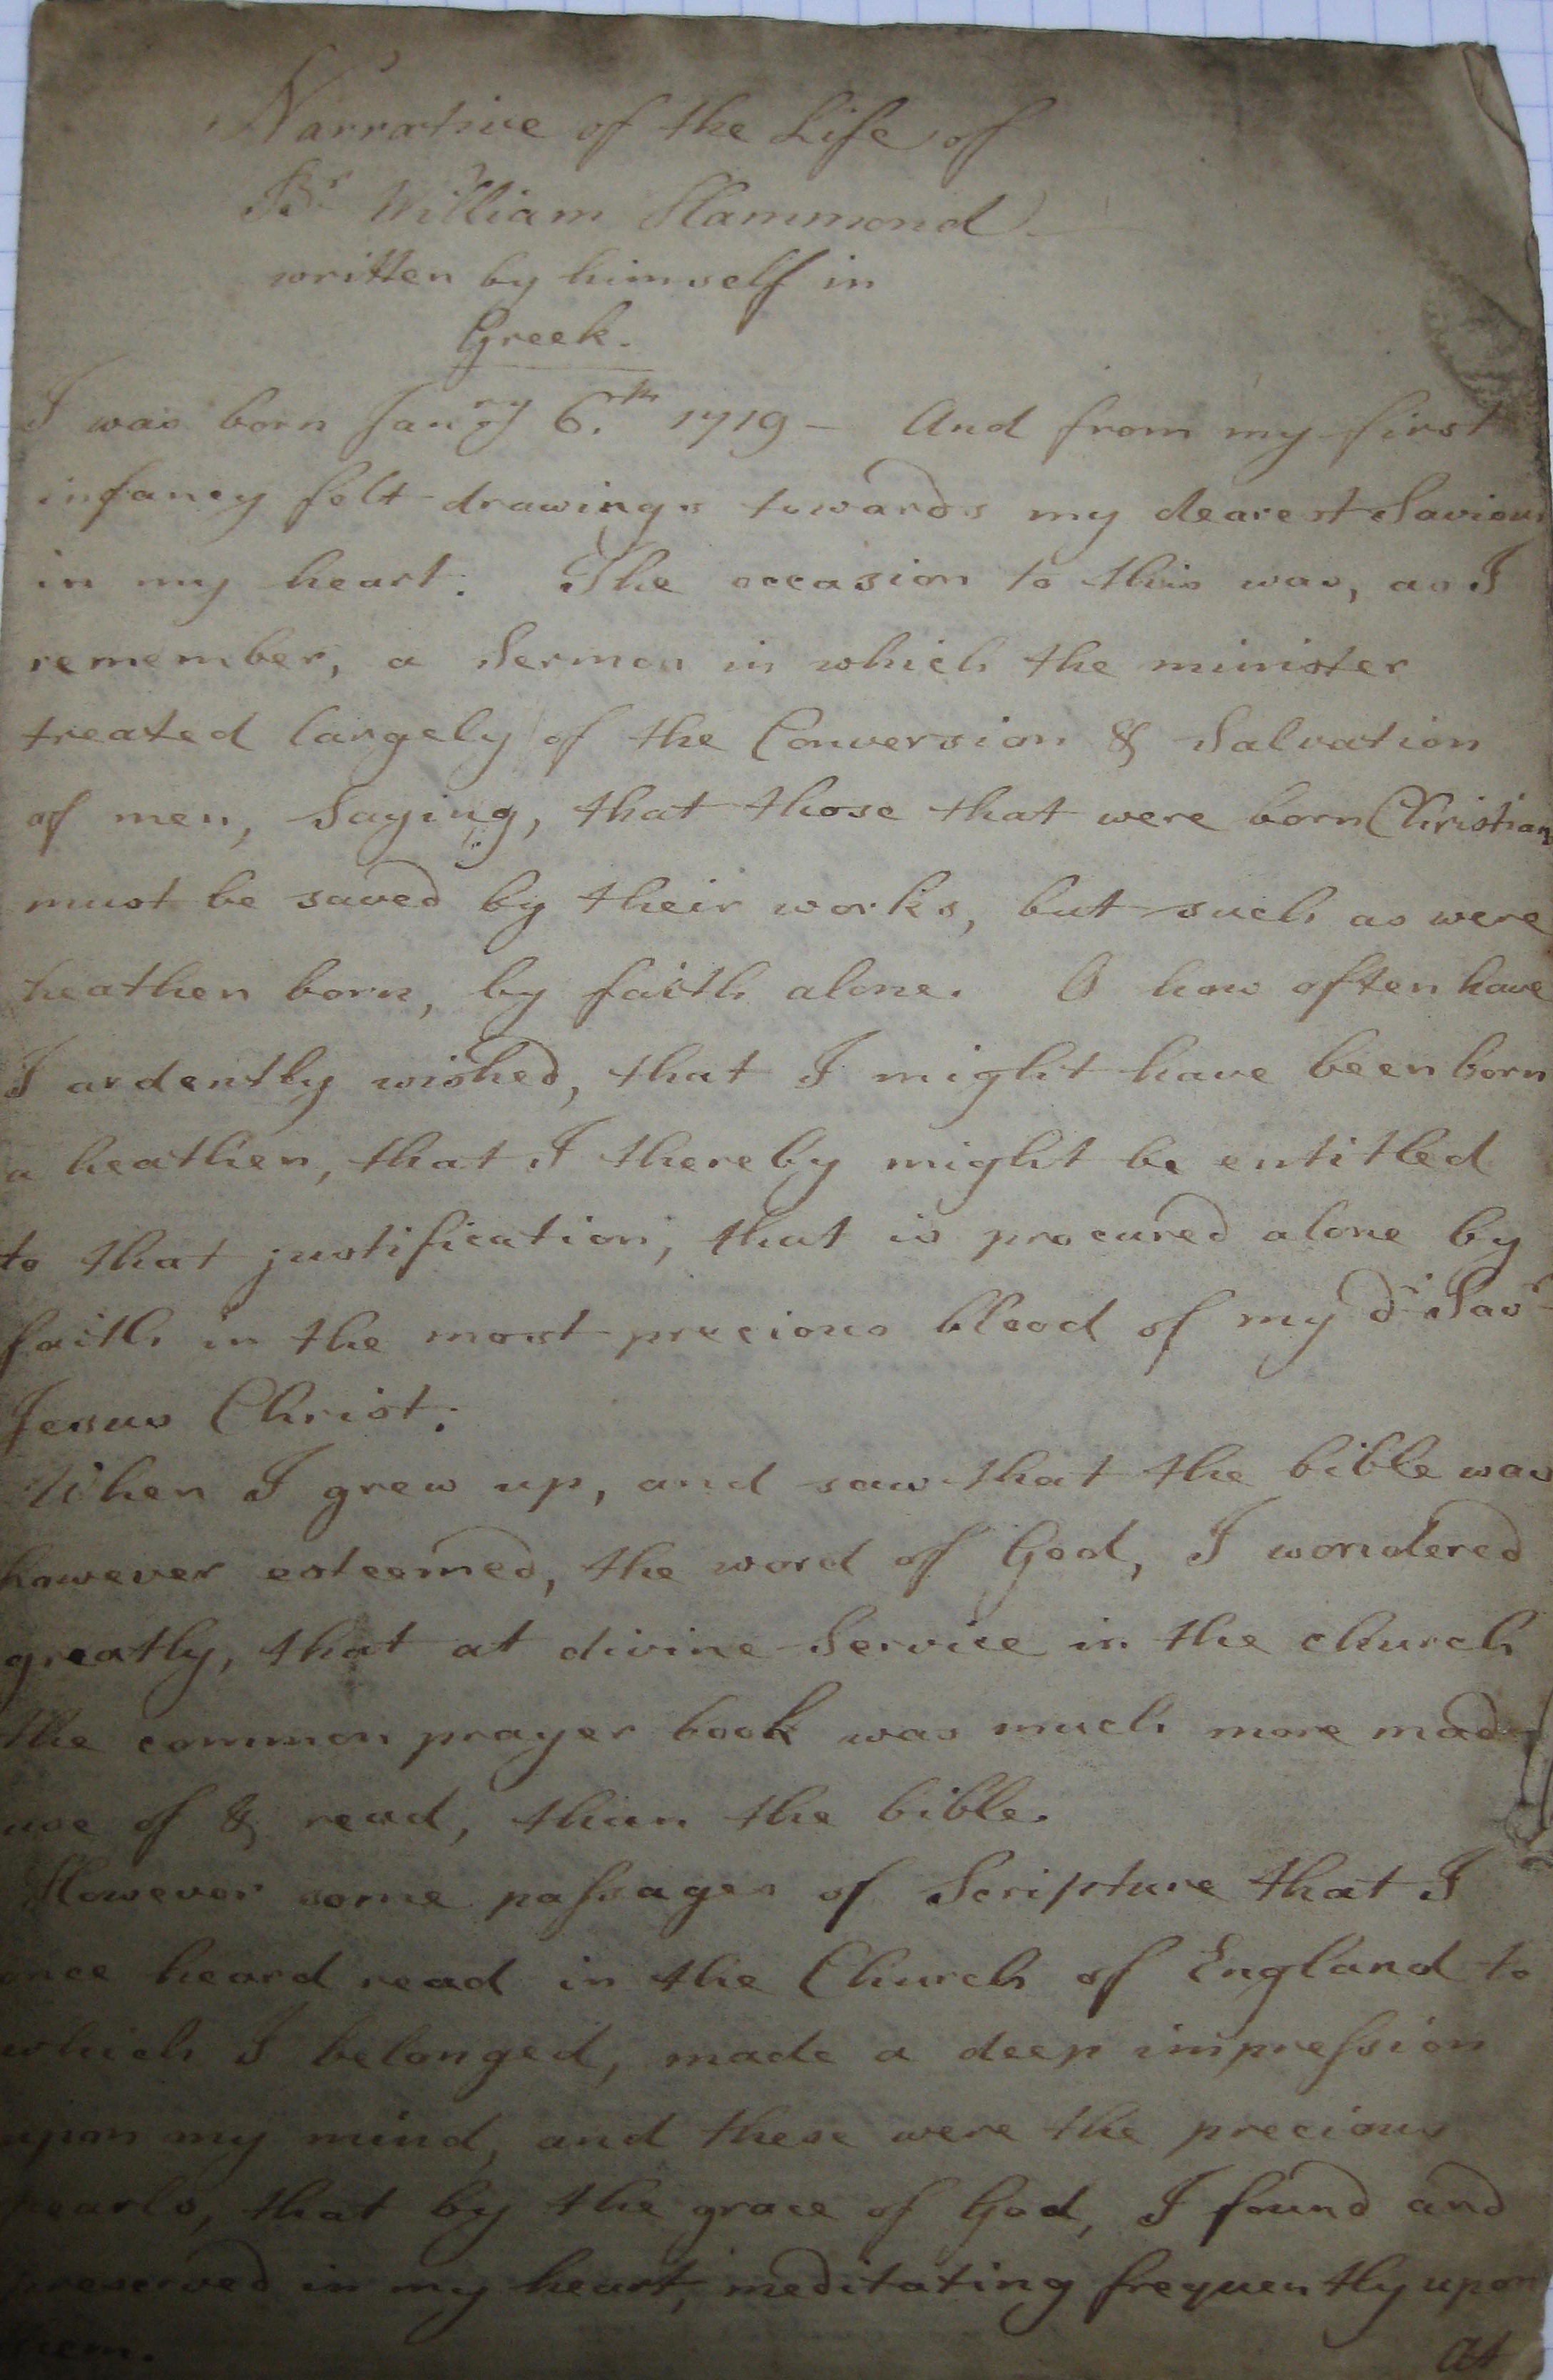 Narrative of the Life of
Br William Hammond
written by himself in
Greek.
I was born Janry 6.th 1719 — And from my first
infancy felt drawings towards my dearest Saviour
in my heart. The occasion to this was, as I
remember, a Sermon in which the minister
treated largely of the Conversion & Salvation
of men, Saying, that those that were born Christian
must be saved by their works, but such as were
heathen born, by faith alone. O how often have
I ardently wished, that I might have been born
a heathen, that I thereby might be entitled
to that justification, that is procured alone by
faith in the most precious blood of my dr Savr
Jesus Christ.
When I grew up, and saw that the bible was
however esteemed, the word of God, I wondered
greatly, that at divine Service in the church
the common prayer book was much more made
use of & read, than the bible.
However some passages of Scripture that I
once heard read in the Church of England to
which I belonged, made a deep impression
upon my mind, and these were the precious
pearls, that by the grace of God, I found and
preserved in my heart, meditating frequently upon
them.
At